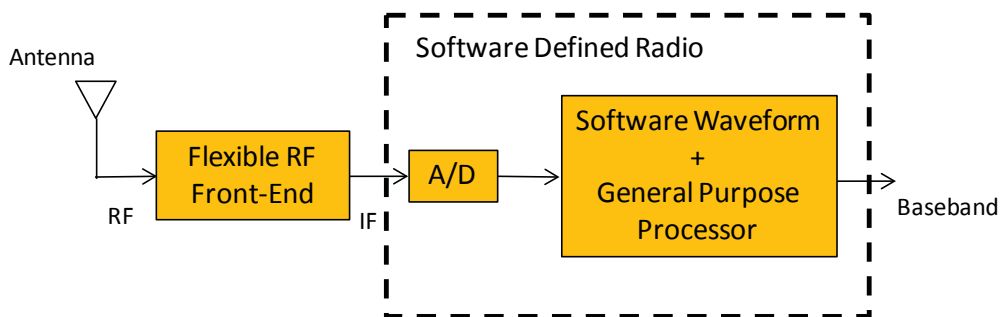 Software Defined Radio
Antenna
Flexible RF
Front-End
RF
IF
A/D
Software Waveform
+
General Purpose
Processor
Baseband